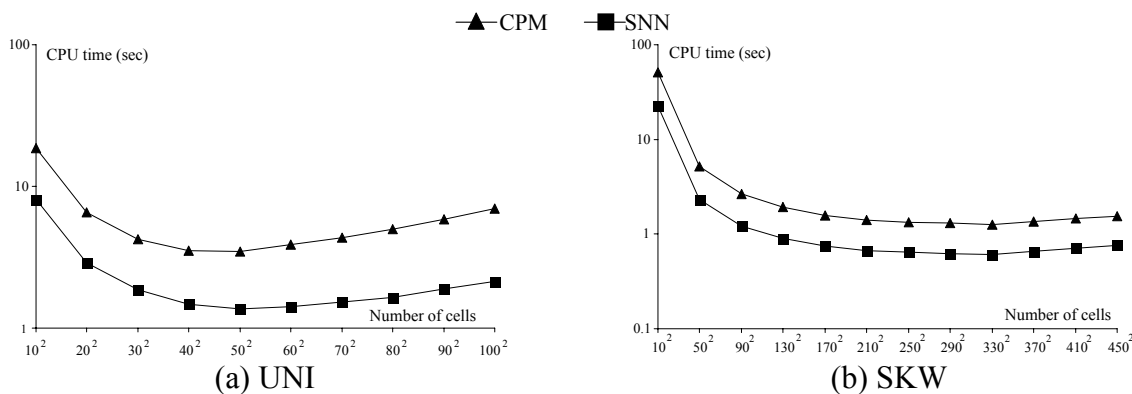 CPM SNN
100
CPU time (sec)
10
1
Number of cells
10² 20² 30² 40² 50² 60² 70² 80² 90² 100²
(a) UNI
100
CPU time (sec)
10
1
0.1
Number of cells
10² 50² 90² 130² 170² 210² 250² 290² 330² 370² 410² 450²
(b) SKW